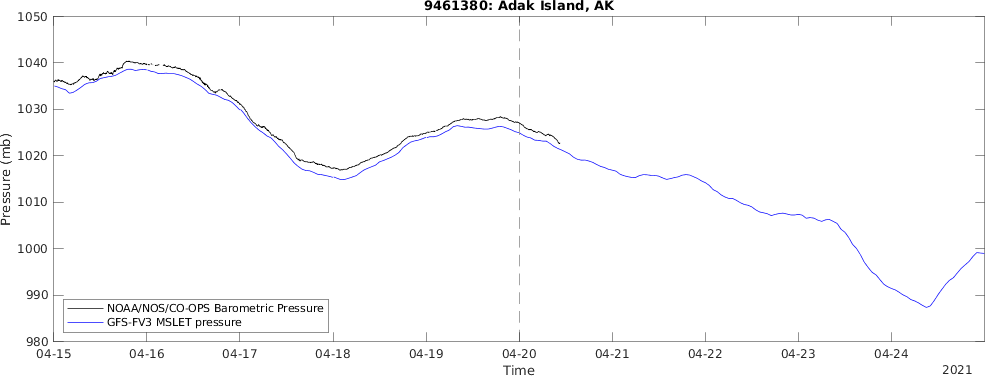 9461380: Adak Island, AK
Pressure (mb)
1050
1040
1030
1020
1010
1000
990
980
NOAA/NOS/CO-OPS Barometric Pressure
GFS-FV3 MSLET pressure
04-15 04-16 04-17 04-18 04-19 04-20 04-21 04-22 04-23 04-24
Time
2021